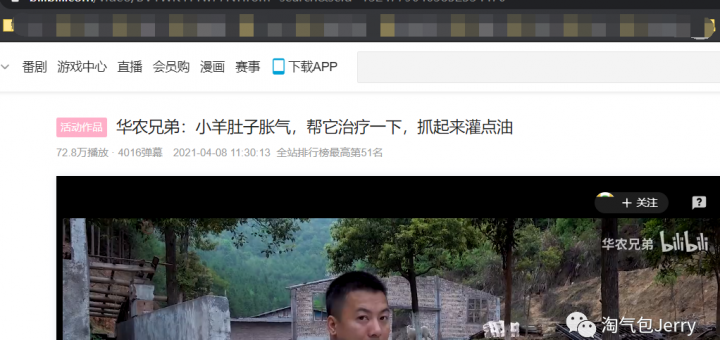 番剧 游戏中心 直播 会员购 漫画 赛事 下载APP
活动作品 华农兄弟：小羊肚子胀气，帮它治疗一下，抓起来灌点油
72.8万播放 · 4016弹幕 2021-04-08 11:30:13 全站排行榜最高第51名
+ 关注
华农兄弟 bilibili
淘气包Jerry